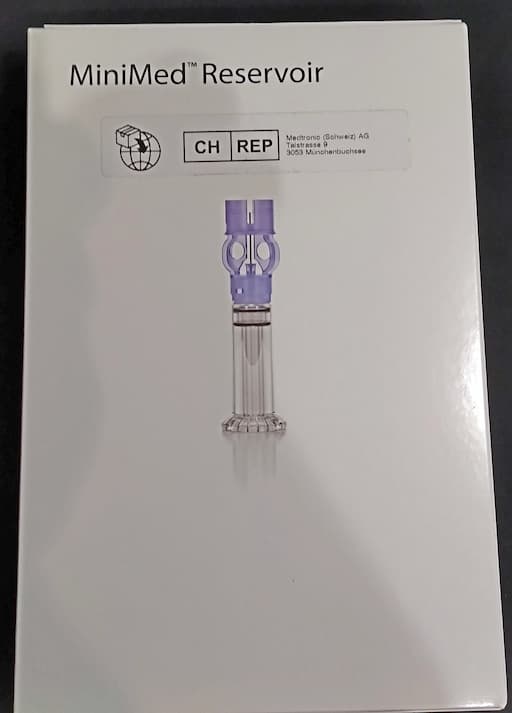 MiniMed™ Reservoir
CH REP
Medtronic (Schweiz) AG
Talstrasse 9
3053 Münchenbuchsee